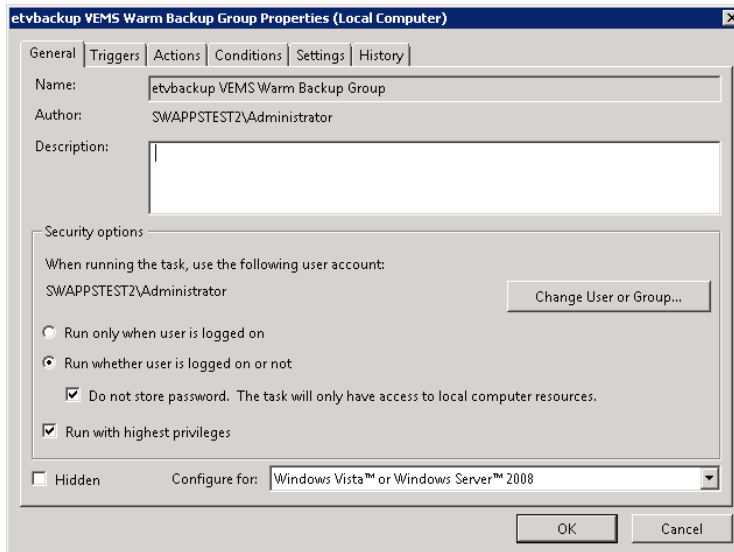 etvbackup VEMS Warm Backup Group Properties (Local Computer)
General Triggers Actions Conditions Settings History
Name: etvbackup VEMS Warm Backup Group
Author: SWAPPSTEST2\Administrator
Description:
Security options
When running the task, use the following user account:
SWAPPSTEST2\Administrator Change User or Group...
Run only when user is logged on
Run whether user is logged on or not
Do not store password. The task will only have access to local computer resources.
Run with highest privileges
Hidden Configure for: Windows Vista™ or Windows Server™ 2008
OK Cancel